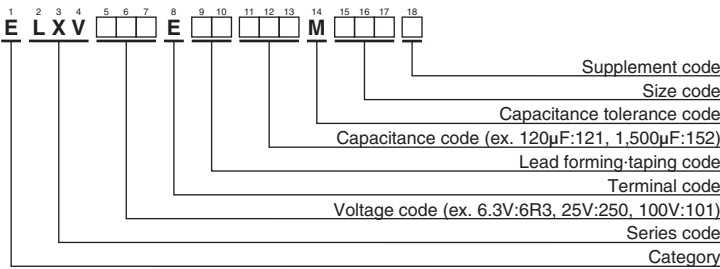 1 2 3 4 5 6 7 8 9 10 11 12 13 14 15 16 17 18
E L X V E M
Supplement code
Size code
Capacitance tolerance code
Capacitance code (ex. 120µF:121, 1,500µF:152)
Lead forming·taping code
Terminal code
Voltage code (ex. 6.3V:6R3, 25V:250, 100V:101)
Series code
Category